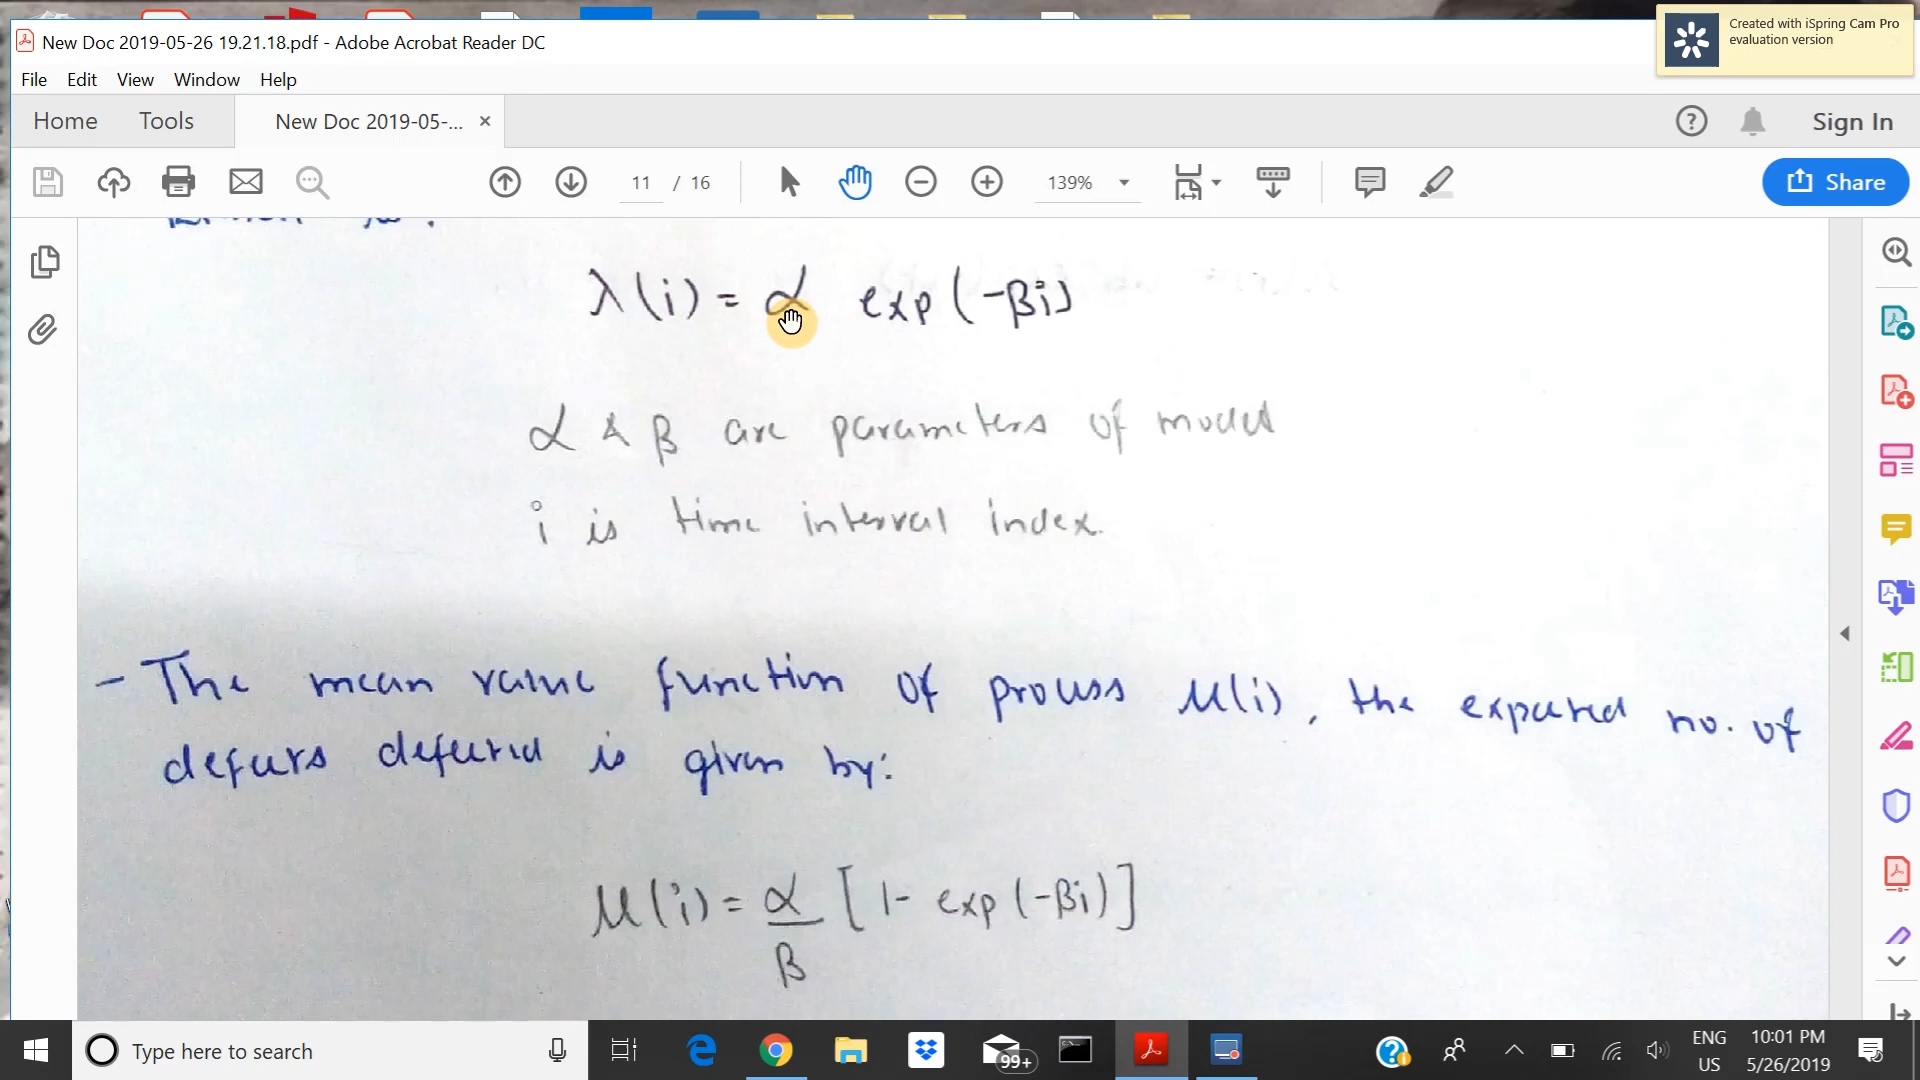 Created with iSpring Cam Pro
evaluation version
New Doc 2019-05-26 19.21.18.pdf - Adobe Acrobat Reader DC
File Edit View Window Help
Home Tools New Doc 2019-05-... × Sign In
11 / 16 139% Share
λ(i) = α exp(-βi)
α & β are parameters of model
i is time interval index.
- The mean value function of process μ(i), the expected no. of
defects detected is given by:
μ(i) = α/β [1- exp(-βi)]
Type here to search
99+
ENG
US
10:01 PM
5/26/2019